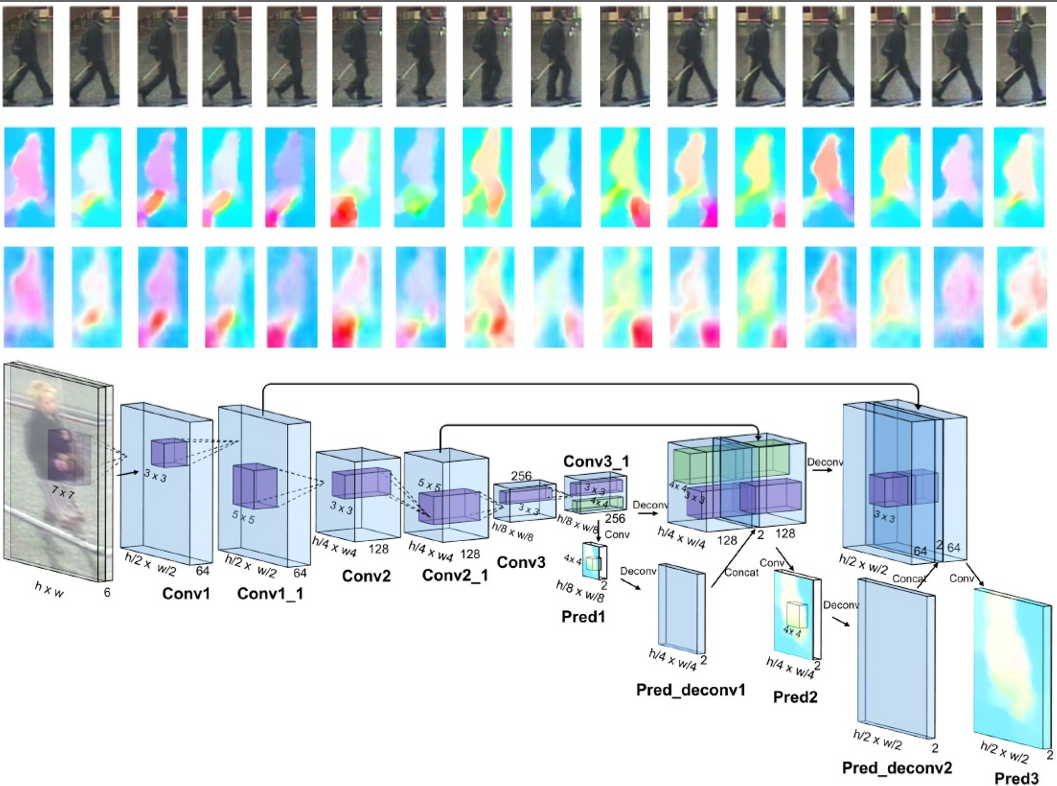 7 x 7
h x w
6
3 x 3
h/2 x w/2
64
Conv1
5 x 5
h/2 x w/2
64
Conv1_1
3 x 3
h/4 x w4
128
Conv2
5 x 5
h/4 x w4
128
Conv2_1
256
3 x 3
h/8 x w/8
Conv3
Conv3_1
3 x 3
4x 4
h/8 x w/8
256
Conv
4x 4
2
h/8 x w/8
Pred1
Deconv
Deconv
h/4 x w/4
2
Pred_deconv1
4x 4
3 x 3
h/4 x w/4
128
2
128
Concat
Conv
4x 4
h/4 x w/4
2
Pred2
Deconv
Deconv
3 x 3
h/2 x w/2
64
2
64
Concat
Conv
h/2 x w/2
2
Pred_deconv2
h/2 x w/2
2
Pred3